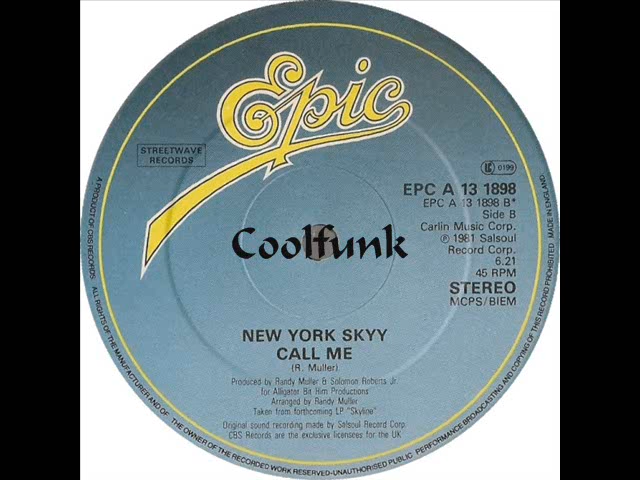 Epic
STREETWAVE
RECORDS
EPC A 13 1898
EPC A 13 1898 B*
Side B
Carlin Music Corp.
℗ 1981 Salsoul
Record Corp.
6.21
45 RPM
STEREO
MCPS/BIEM
0199
Coolfunk
NEW YORK SKYY
CALL ME
(R. Muller)
Produced by Randy Muller & Solomon Roberts Jr.
for Alligator Bit Him Productions
Arranged by Randy Muller
Taken from forthcoming LP "Skyline"
Original sound recording made by Salsoul Record Corp.
CBS Records are the exclusive licensees for the UK
A PRODUCT OF CBS RECORDS
ALL RIGHTS OF THE MANUFACTURER AND OF THE OWNER OF THE RECORDED WORK RESERVED-UNAUTHORISED PUBLIC PERFORMANCE BROADCASTING AND COPYING OF THIS RECORD PROHIBITED
MADE IN ENGLAND